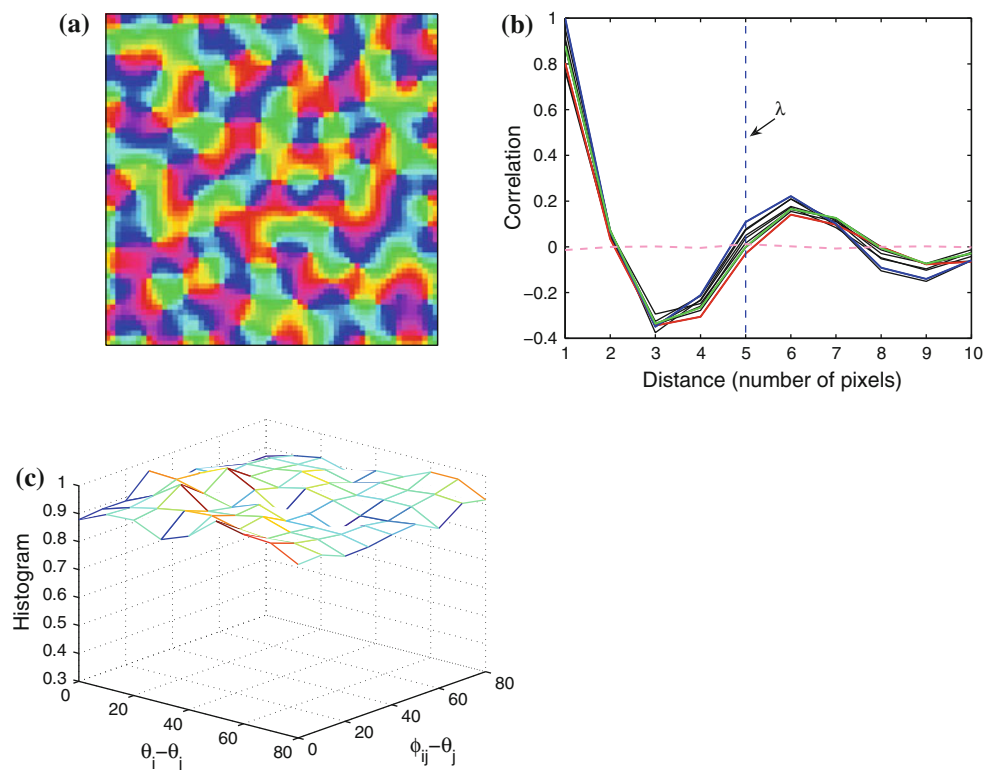 (a)
(b)
1
0.8
0.6
0.4
0.2
0
−0.2
−0.4
Correlation
λ
1 2 3 4 5 6 7 8 9 10
Distance (number of pixels)
(c)
1
0.9
0.8
0.7
0.6
0.5
0.4
0.3
Histogram
0 20 40 60 80
θi−θj
0 20 40 60 80
ϕij−θj